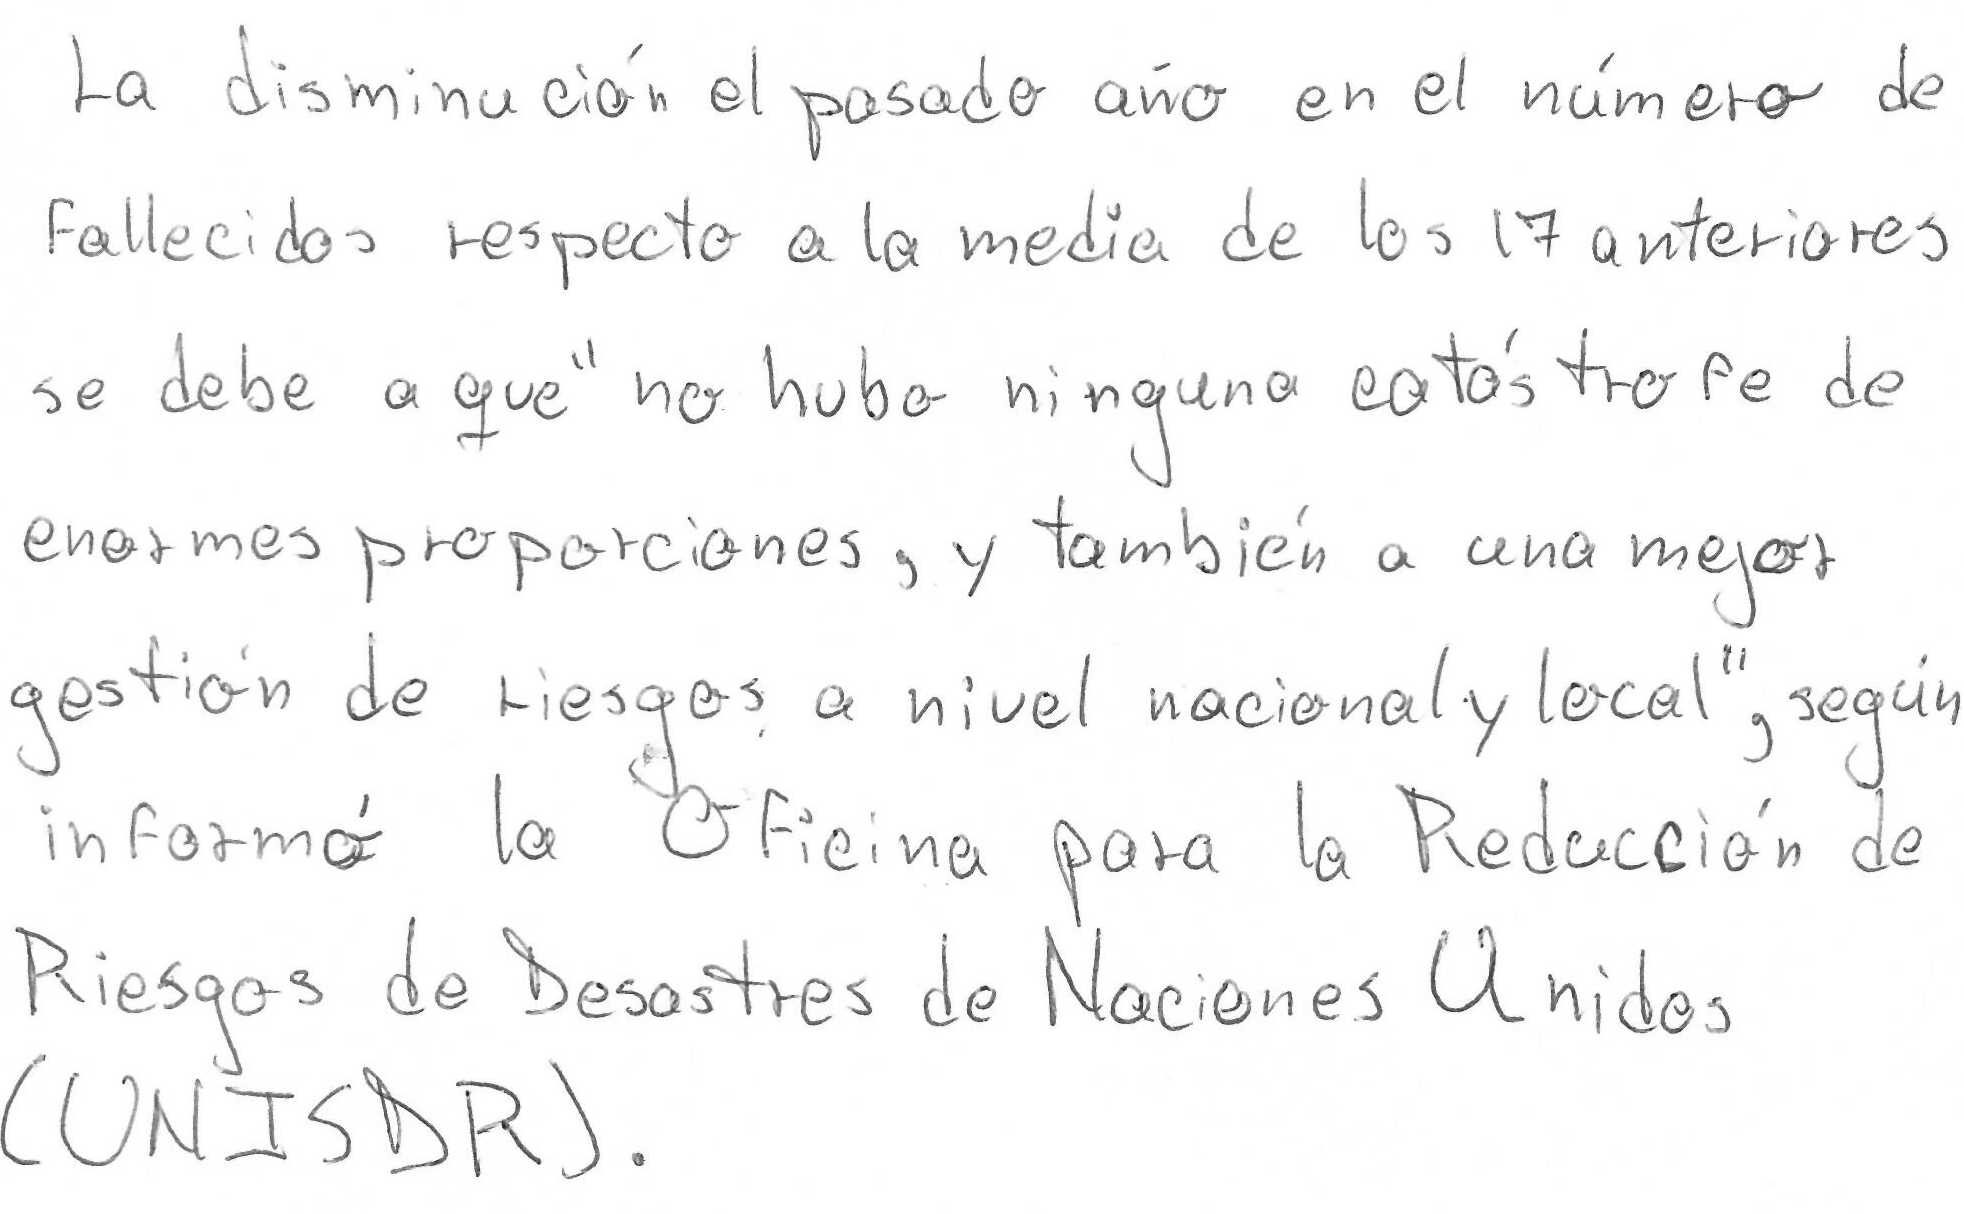 La disminución el pasado año en el número de
fallecidos respecto a la media de los 17 anteriores
se debe a que "no hubo ninguna catástrofe de
enormes proporciones, y también a una mejor
gestión de riesgos a nivel nacional y local", según
informó la Oficina para la Reducción de
Riesgos de Desastres de Naciones Unidos
(UNISDR).